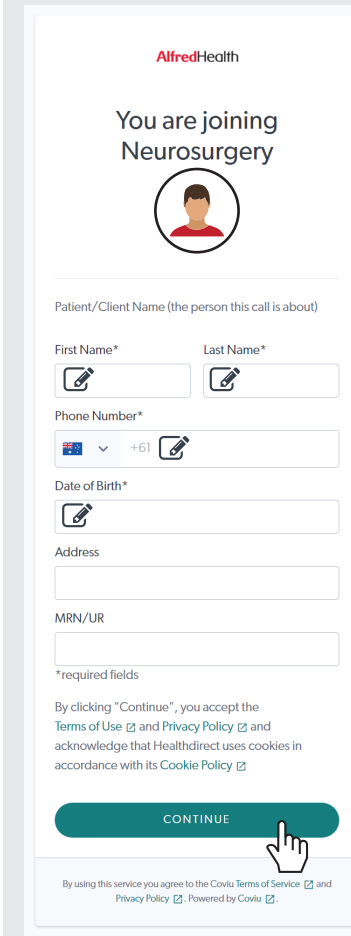 AlfredHealth
You are joining
Neurosurgery
Patient/Client Name (the person this call is about)
First Name* Last Name*
Phone Number*
+61
Date of Birth*
Address
MRN/UR
*required fields
By clicking "Continue", you accept the
Terms of Use and Privacy Policy and
acknowledge that Healthdirect uses cookies in
accordance with its Cookie Policy
CONTINUE
By using this service you agree to the Coviu Terms of Service and
Privacy Policy . Powered by Coviu .